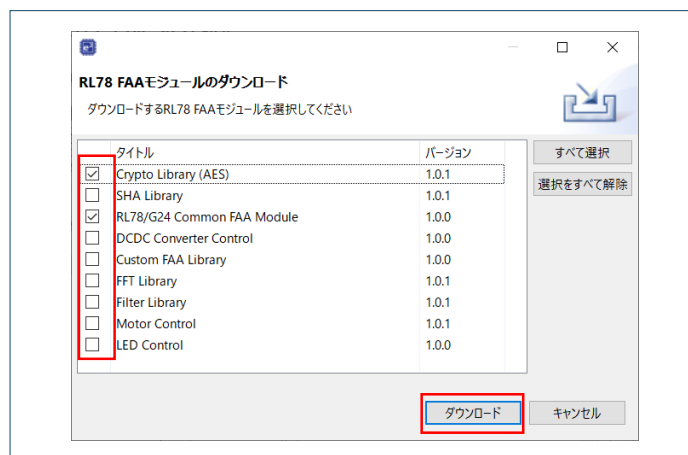 RL78 FAAモジュールのダウンロード
ダウンロードするRL78 FAAモジュールを選択してください
タイトル バージョン
Crypto Library (AES) 1.0.1
SHA Library 1.0.1
RL78/G24 Common FAA Module 1.0.0
DCDC Converter Control 1.0.0
Custom FAA Library 1.0.0
FFT Library 1.0.1
Filter Library 1.0.1
Motor Control 1.0.1
LED Control 1.0.0
すべて選択
選択をすべて解除
ダウンロード キャンセル